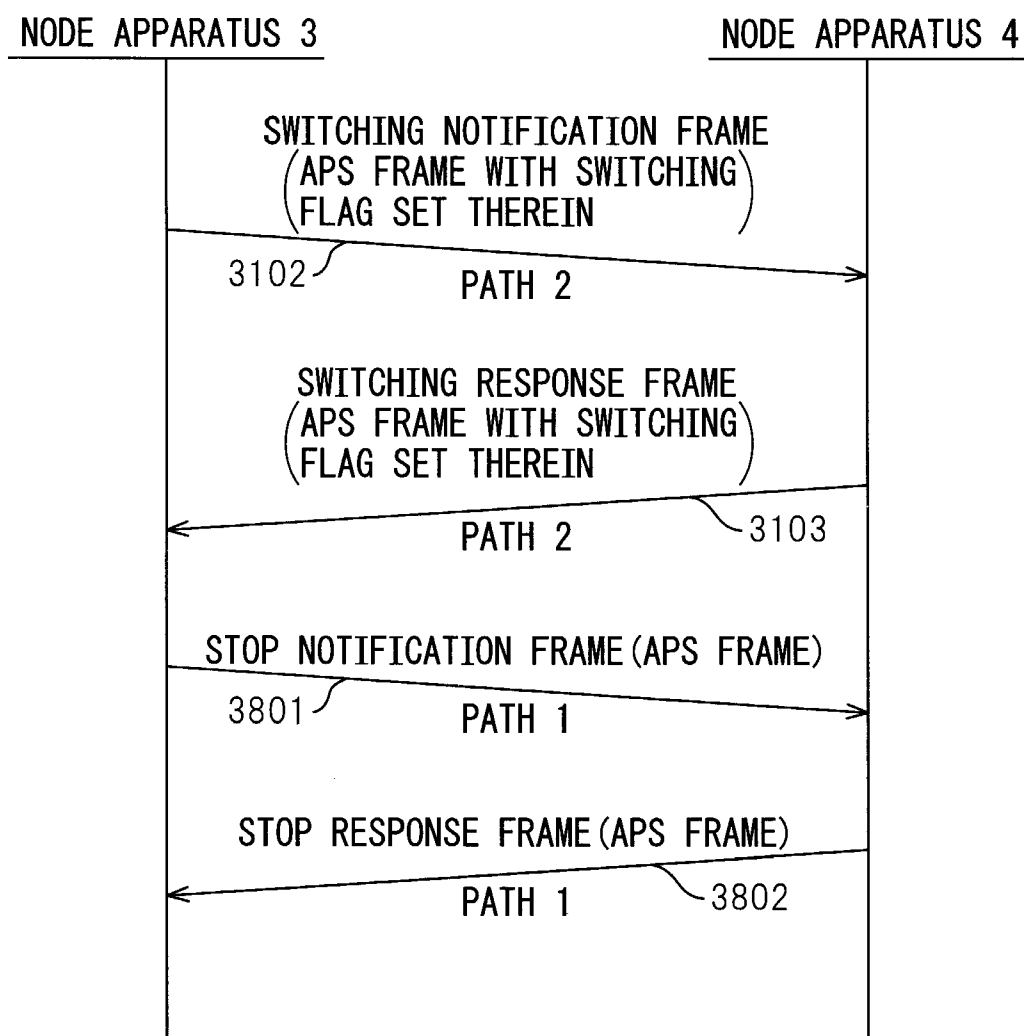 NODE APPARATUS 3
NODE APPARATUS 4
SWITCHING NOTIFICATION FRAME
(APS FRAME WITH SWITCHING
FLAG SET THEREIN)
3102
PATH 2
SWITCHING RESPONSE FRAME
(APS FRAME WITH SWITCHING
FLAG SET THEREIN)
PATH 2
3103
STOP NOTIFICATION FRAME(APS FRAME)
3801
PATH 1
STOP RESPONSE FRAME(APS FRAME)
PATH 1
3802